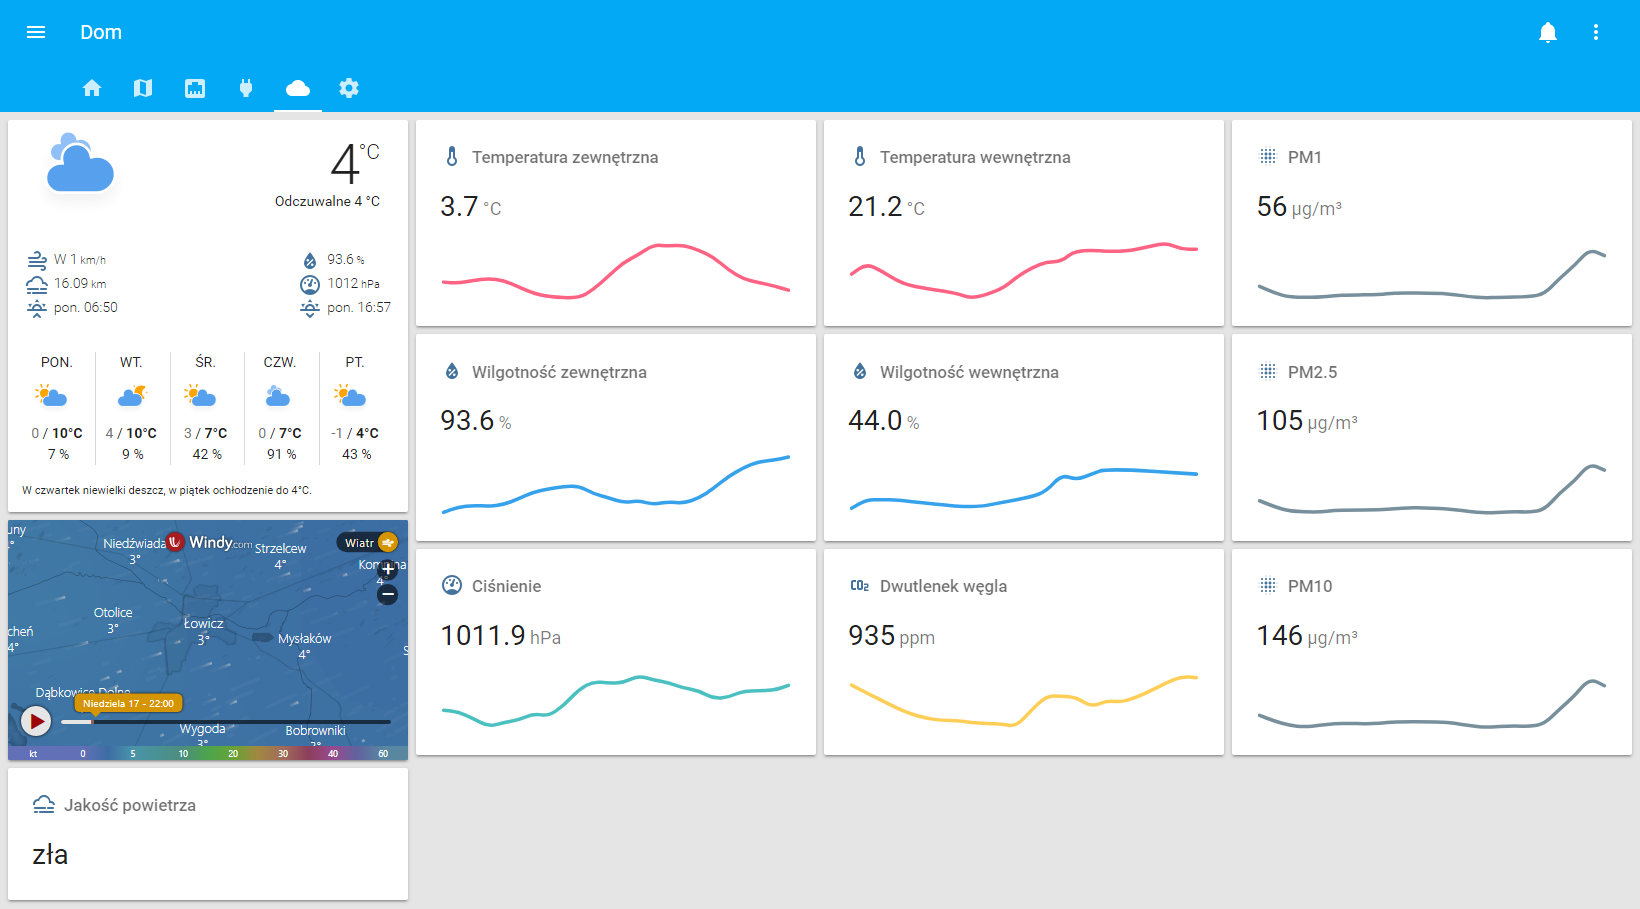 Dom
4 °C
Odczuwalne 4 °C
W 1 km/h
93.6 %
16.09 km
1012 hPa
pon. 06:50
pon. 16:57
PON. WT. ŚR. CZW. PT.
0 / 10°C 4 / 10°C 3 / 7°C 0 / 7°C -1 / 4°C
7 % 9 % 42 % 91 % 43 %
W czwartek niewielki deszcz, w piątek ochłodzenie do 4°C.
Temperatura zewnętrzna
3.7 °C
Temperatura wewnętrzna
21.2 °C
PM1
56 µg/m³
Wilgotność zewnętrzna
93.6 %
Wilgotność wewnętrzna
44.0 %
PM2.5
105 µg/m³
Ciśnienie
1011.9 hPa
CO2 Dwutlenek węgla
935 ppm
PM10
146 µg/m³
uny
Niedźwiada
3°
Windy.com
Strzelcew
4°
Wiatr
+
−
Otolice
3°
Łowicz
3°
Mysłaków
4°
cheń
4°
S
Dąbkowice Dolne
Niedziela 17 - 22:00
Wygoda
3°
Bobrowniki
kt 0 5 10 20 30 40 60
Jakość powietrza
zła